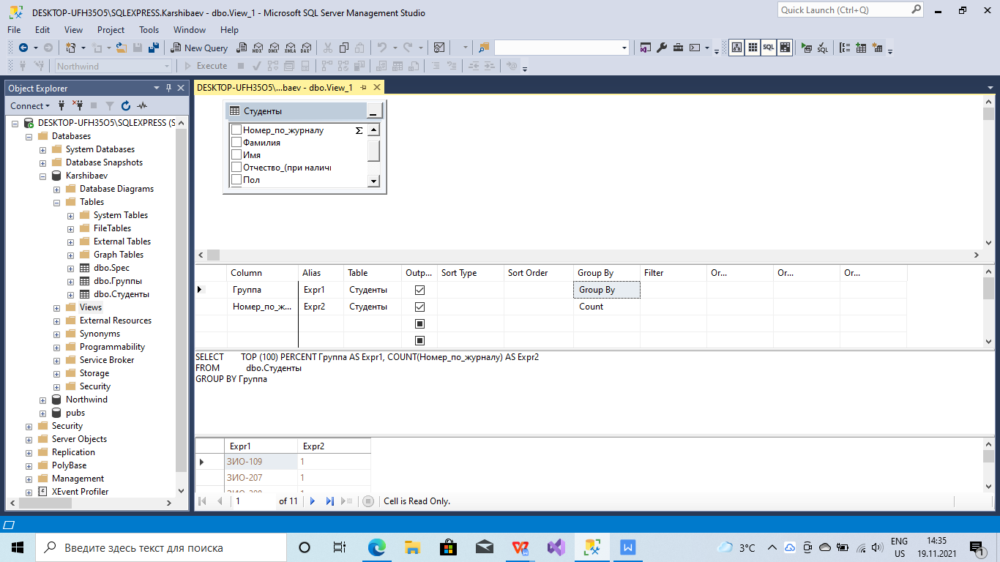 DESKTOP-UFH35O5\SQLEXPRESS.Karshibaev - dbo.View_1 - Microsoft SQL Server Management Studio
Quick Launch (Ctrl+Q)
File Edit View Project Tools Window Help
New Query MDX DMX XMLA DAX SQL SQL
Northwind Execute
Object Explorer
DESKTOP-UFH35O5\...baev - dbo.View_1
Connect
DESKTOP-UFH35O5\SQLEXPRESS (S
Databases
System Databases
Database Snapshots
Karshibaev
Database Diagrams
Tables
System Tables
FileTables
External Tables
Graph Tables
dbo.Spec
dbo.Группы
dbo.Студенты
Views
External Resources
Synonyms
Programmability
Service Broker
Storage
Security
Northwind
pubs
Security
Server Objects
Replication
PolyBase
Management
XEvent Profiler
Студенты
Номер_по_журналу Σ
Фамилия
Имя
Отчество_(при налич
Пол
Column Alias Table Outp... Sort Type Sort Order Group By Filter Or... Or... Or...
Группа Expr1 Студенты Group By
Номер_по_ж... Expr2 Студенты Count
SELECT TOP (100) PERCENT Группа AS Expr1, COUNT(Номер_по_журналу) AS Expr2
FROM dbo.Студенты
GROUP BY Группа
Expr1 Expr2
ЗИО-109 1
ЗИО-207 1
1 of 11 Cell is Read Only.
Введите здесь текст для поиска
3°C
ENG
US
14:35
19.11.2021
1